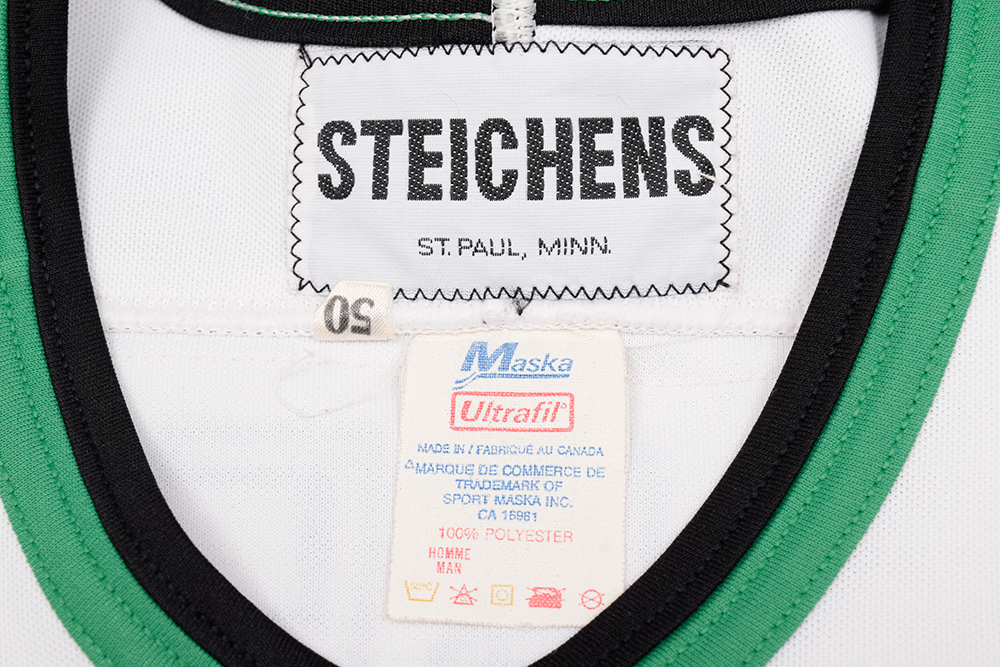 STEICHENS
ST. PAUL, MINN.
50
Maska
Ultrafil△
MADE IN / FABRIQUÉ AU CANADA
△MARQUE DE COMMERCE DE
TRADEMARK OF
SPORT MASKA INC.
CA 16981
100% POLYESTER
HOMME
MAN
50°C